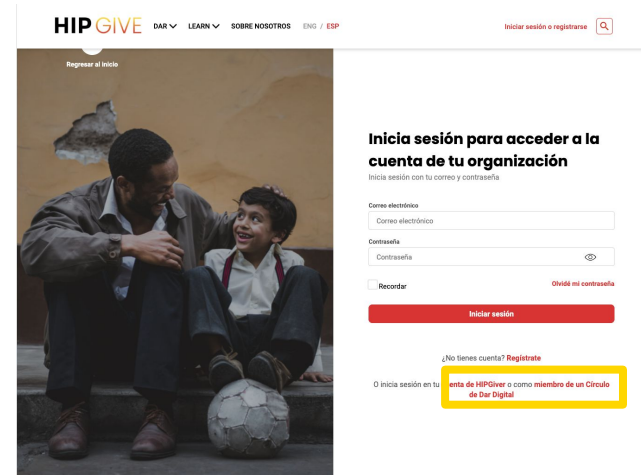 HIPGIVE DAR LEARN SOBRE NOSOTROS ENG / ESP Iniciar sesión o registrarse
Regresar al inicio
Inicia sesión para acceder a la
cuenta de tu organización
Inicia sesión con tu correo y contraseña
Correo electrónico
Correo electrónico
Contraseña
Contraseña
Recordar Olvidé mi contraseña
Iniciar sesión
¿No tienes cuenta? Regístrate
O inicia sesión en tu enta de HIPGiver o como miembro de un Círculo
de Dar Digital